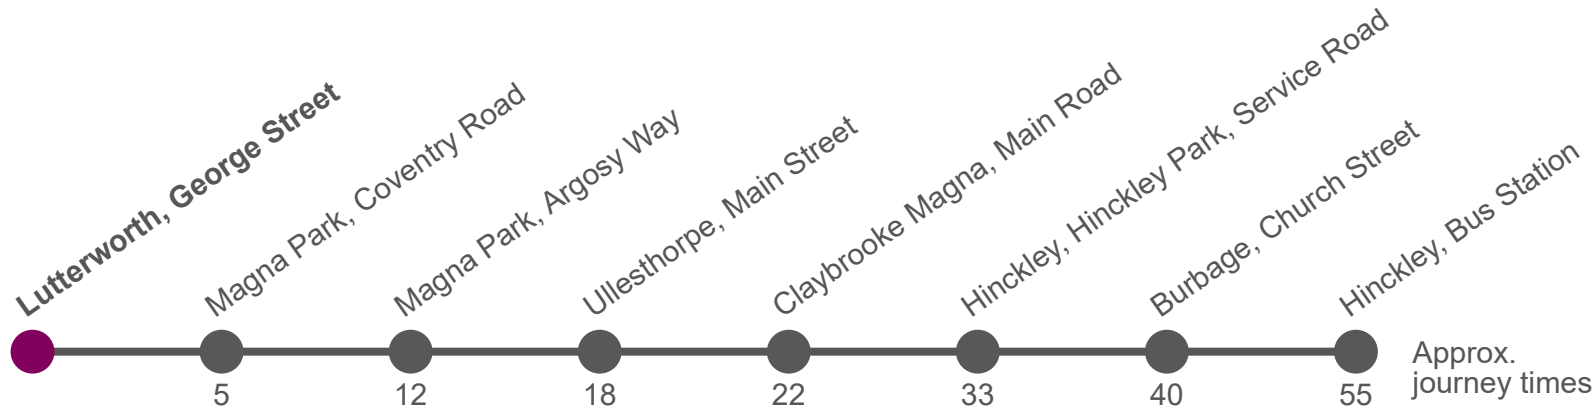 Lutterworth, George Street
Magna Park, Coventry Road
Magna Park, Argosy Way
Ullesthorpe, Main Street
Claybrooke Magna, Main Road
Hinckley, Hinckley Park, Service Road
Burbage, Church Street
Hinckley, Bus Station
5
12
18
22
33
40
55
Approx.
journey times